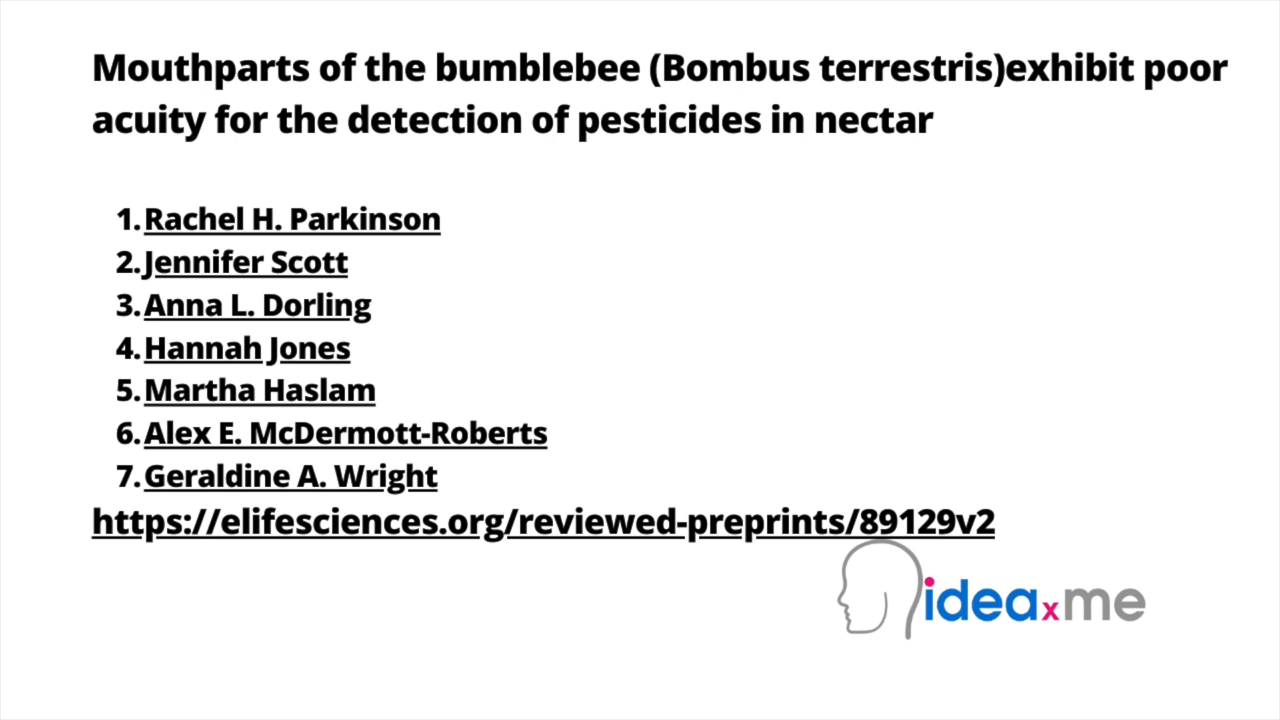 Mouthparts of the bumblebee (Bombus terrestris)exhibit poor
acuity for the detection of pesticides in nectar
1. Rachel H. Parkinson
2. Jennifer Scott
3. Anna L. Dorling
4. Hannah Jones
5. Martha Haslam
6. Alex E. McDermott-Roberts
7. Geraldine A. Wright
https://elifesciences.org/reviewed-preprints/89129v2
ideaxme